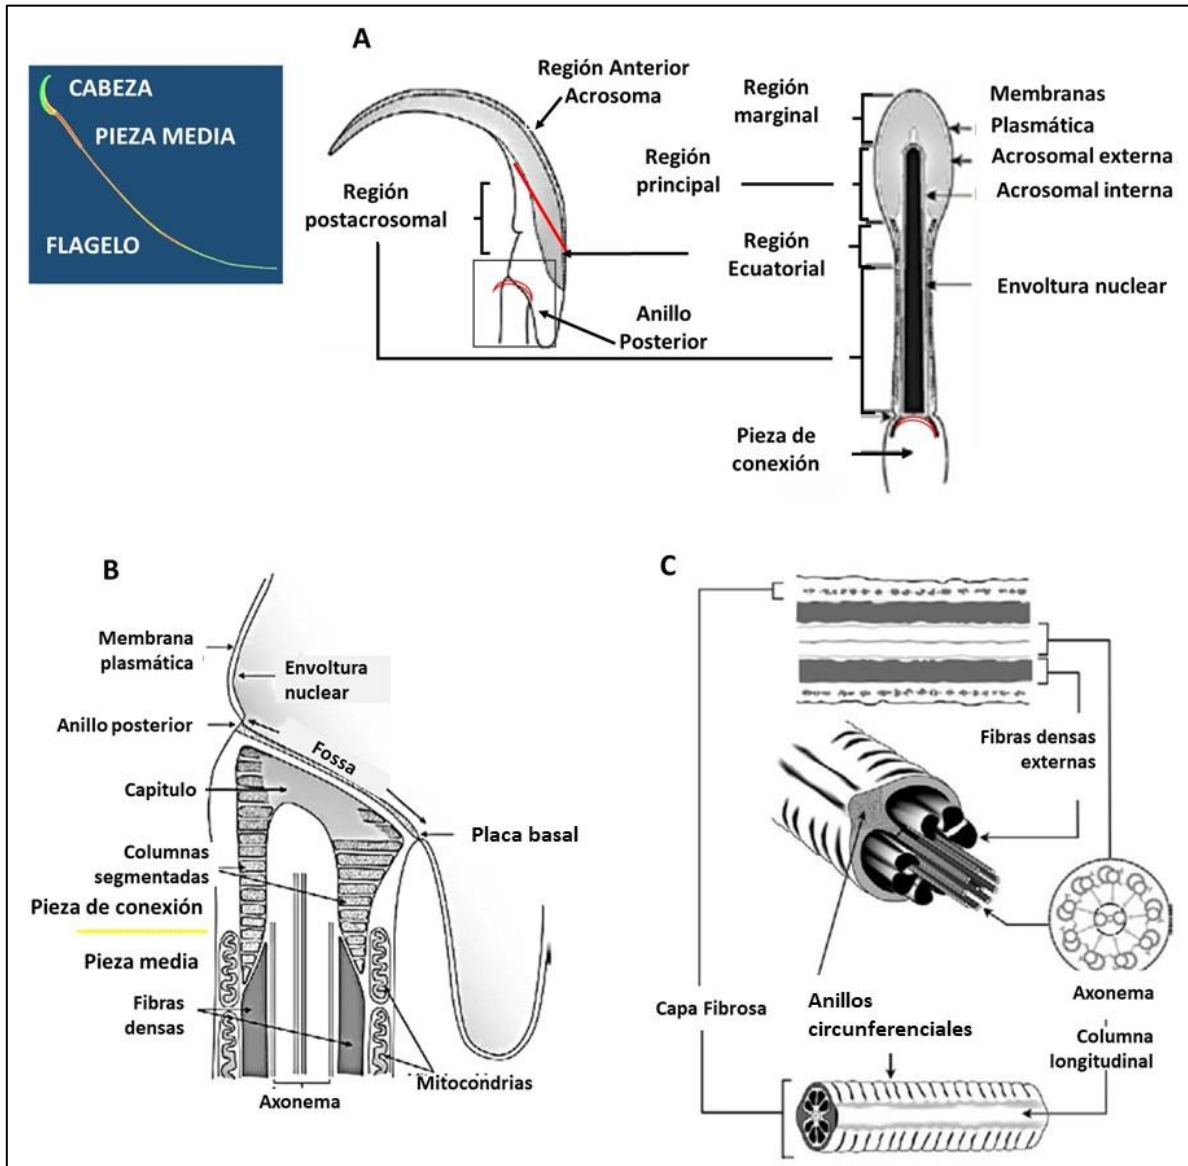 CABEZA
PIEZA MEDIA
FLAGELO
A
Región Anterior
Acrosoma
Región
postacrosomal
Región
marginal
Región
principal
Región
Ecuatorial
Anillo
Posterior
Pieza de
conexión
Membranas
Plasmática
Acrosomal externa
Acrosomal interna
Envoltura nuclear
B
Membrana
plasmática
Envoltura
nuclear
Anillo posterior
Fossa
Capitulo
Placa basal
Columnas
segmentadas
Pieza de conexión
Pieza media
Fibras
densas
Mitocondrias
Axonema
C
Fibras densas
externas
Axonema
Capa Fibrosa
Anillos
circunferenciales
Columna
longitudinal